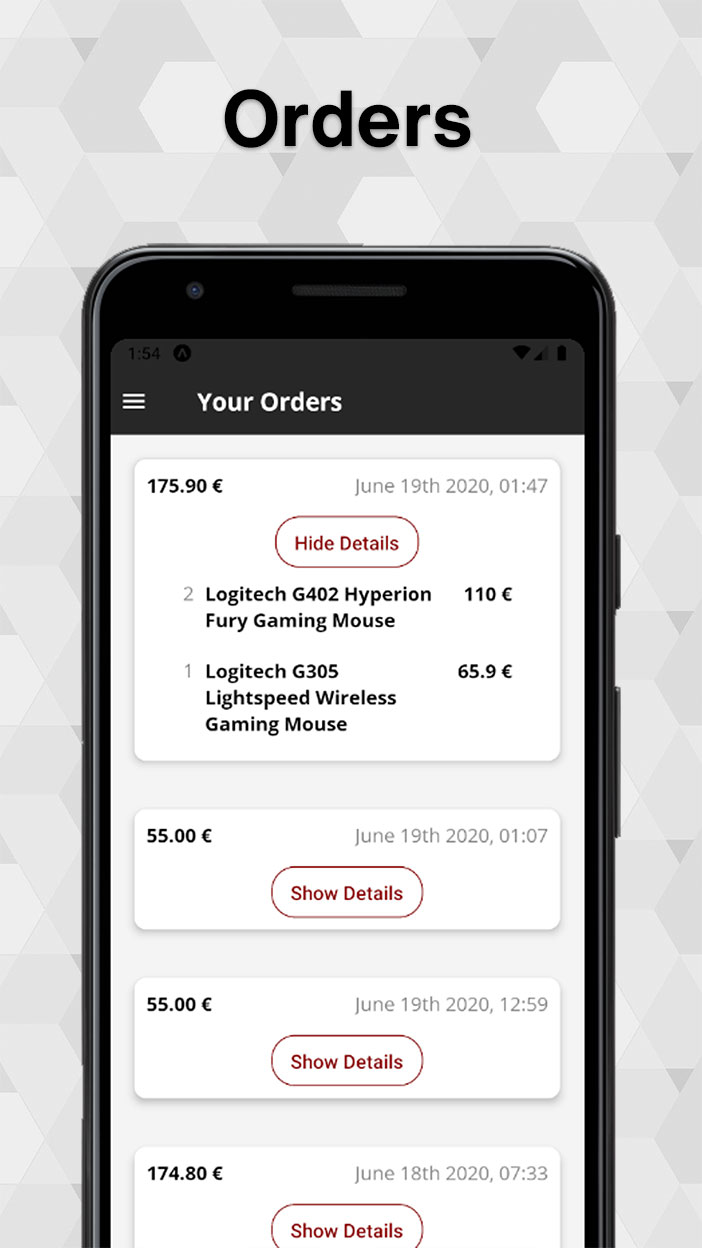 Orders
1:54
Your Orders
175.90 € June 19th 2020, 01:47
Hide Details
2 Logitech G402 Hyperion 110 €
Fury Gaming Mouse
1 Logitech G305 65.9 €
Lightspeed Wireless
Gaming Mouse
55.00 € June 19th 2020, 01:07
Show Details
55.00 € June 19th 2020, 12:59
Show Details
174.80 € June 18th 2020, 07:33
Show Details